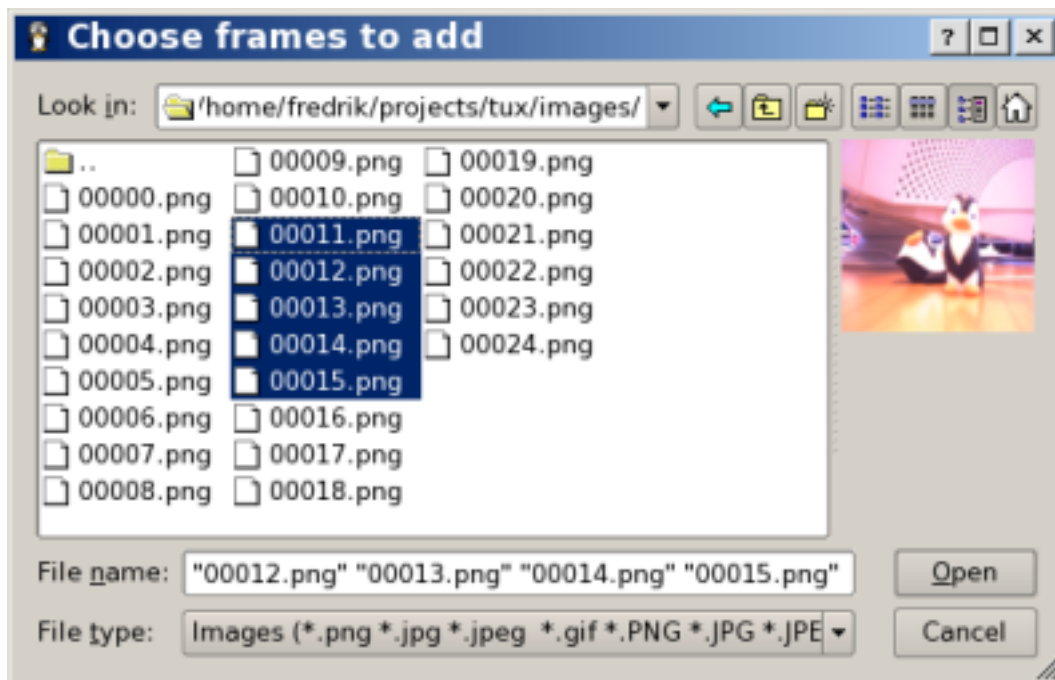 Choose frames to add
?
Look in: /home/fredrik/projects/tux/images/
..
00000.png
00001.png
00002.png
00003.png
00004.png
00005.png
00006.png
00007.png
00008.png
00009.png
00010.png
00011.png
00012.png
00013.png
00014.png
00015.png
00016.png
00017.png
00018.png
00019.png
00020.png
00021.png
00022.png
00023.png
00024.png
File name: "00012.png" "00013.png" "00014.png" "00015.png" Open
File type: Images (*.png *.jpg *.jpeg *.gif *.PNG *.JPG *.JPE Cancel